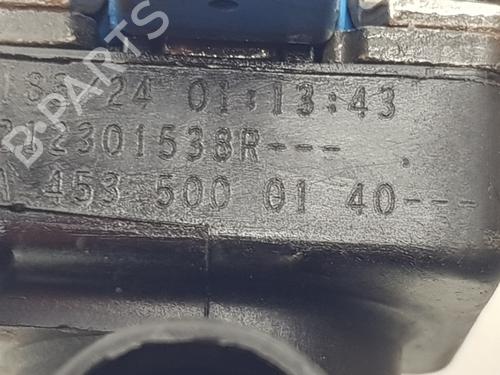 24 01:13:43
2301538R---
453 500 01 40---
D-PARTS